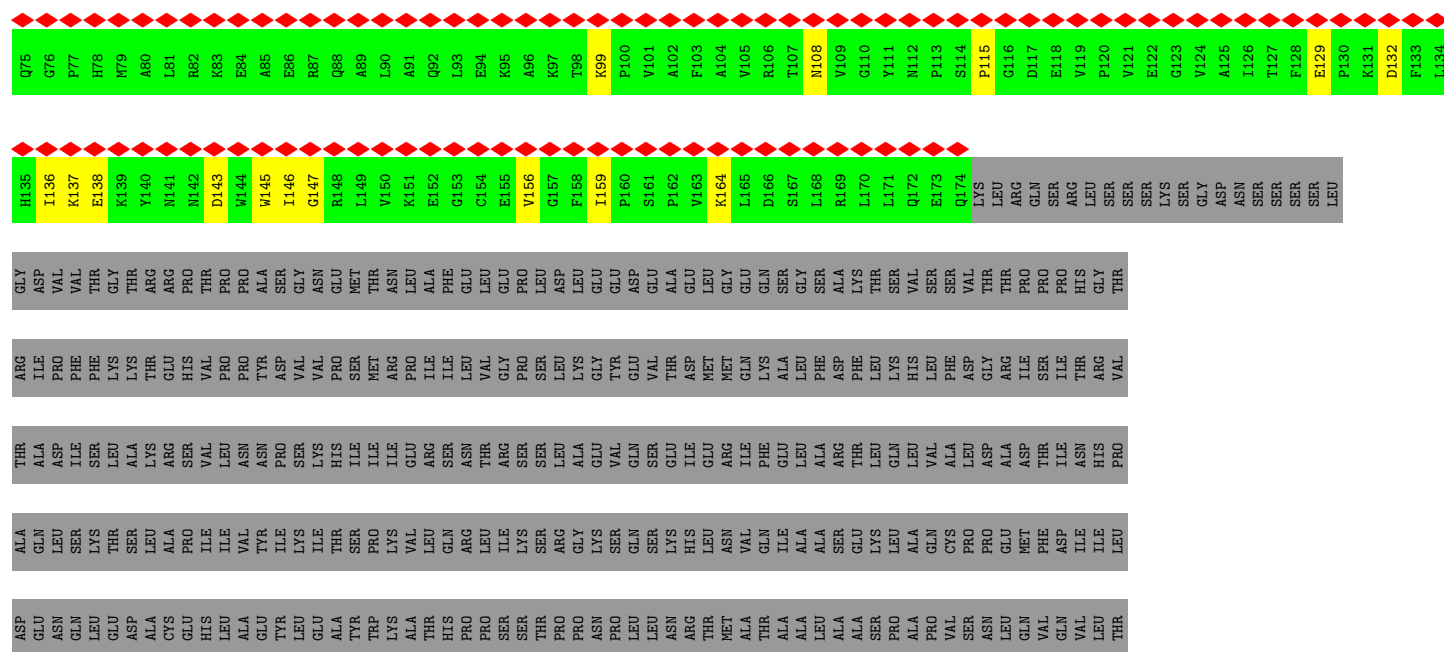 Q75 G76 P77 H78 M79 A80 L81 R82 K83 E84 A85 E86 R87 Q88 A89 L90 A91 Q92 L93 E94 K95 A96 K97 T98 K99 P100 V101 A102 F103 A104 V105 R106 T107 N108 V109 G110 Y111 N112 P113 S114 P115 G116 D117 E118 V119 P120 V121 E122 G123 V124 A125 I126 T127 F128 E129 P130 K131 D132 F133 L134
H135 I136 K137 E138 K139 Y140 N141 N142 D143 W144 W145 I146 G147 R148 L149 V150 K151 E152 G153 C154 E155 V156 G157 F158 I159 P160 S161 P162 V163 K164 L165 D166 S167 L168 R169 L170 L171 Q172 E173 Q174 LYS LEU ARG GLN SER ARG LEU SER SER SER LYS SER GLY ASP ASN SER SER SER SER LEU
GLY ASP VAL VAL THR GLY THR ARG ARG PRO THR PRO PRO ALA SER GLY ASN GLU MET THR ASN LEU ALA PHE GLU LEU GLU PRO LEU ASP LEU GLU GLU ASP GLU ALA GLU LEU GLY GLU GLN SER GLY SER ALA LYS THR SER VAL SER SER VAL THR THR PRO PRO PRO HIS GLY THR
ARG ILE PRO PHE PHE LYS LYS THR GLU HIS VAL PRO PRO TYR ASP VAL VAL PRO SER MET ARG PRO ILE ILE LEU VAL GLY PRO SER LEU LYS GLY TYR GLU VAL THR ASP MET MET GLN LYS ALA LEU PHE ASP PHE LEU LYS HIS LEU PHE ASP GLY ARG ILE SER ILE THR ARG VAL
THR ALA ASP ILE SER LEU ALA LYS ARG SER VAL LEU ASN ASN PRO SER LYS HIS ILE ILE ILE GLU ARG SER ASN THR ARG SER SER LEU ALA GLU VAL GLN SER GLU ILE GLU ARG ILE PHE GLU LEU ALA ARG THR LEU GLN LEU VAL ALA LEU ASP ALA ASP THR ILE ASN HIS PRO
ALA GLN LEU SER LYS THR SER LEU ALA PRO ILE ILE VAL TYR ILE LYS ILE THR SER PRO LYS VAL LEU GLN ARG LEU ILE LYS SER ARG GLY LYS SER GLN SER LYS HIS LEU ASN VAL GLN ILE ALA ALA SER GLU LYS LEU ALA GLN CYS PRO PRO GLU MET PHE ASP ILE ILE LEU
ASP GLU ASN GLN LEU GLU ASP ALA CYS GLU HIS LEU ALA GLU TYR LEU GLU ALA TYR TRP LYS ALA THR HIS PRO PRO SER SER THR PRO PRO ASN PRO LEU LEU ASN ARG THR MET ALA THR ALA ALA LEU ALA ALA SER PRO ALA PRO VAL SER ASN LEU GLN VAL GLN VAL LEU THR